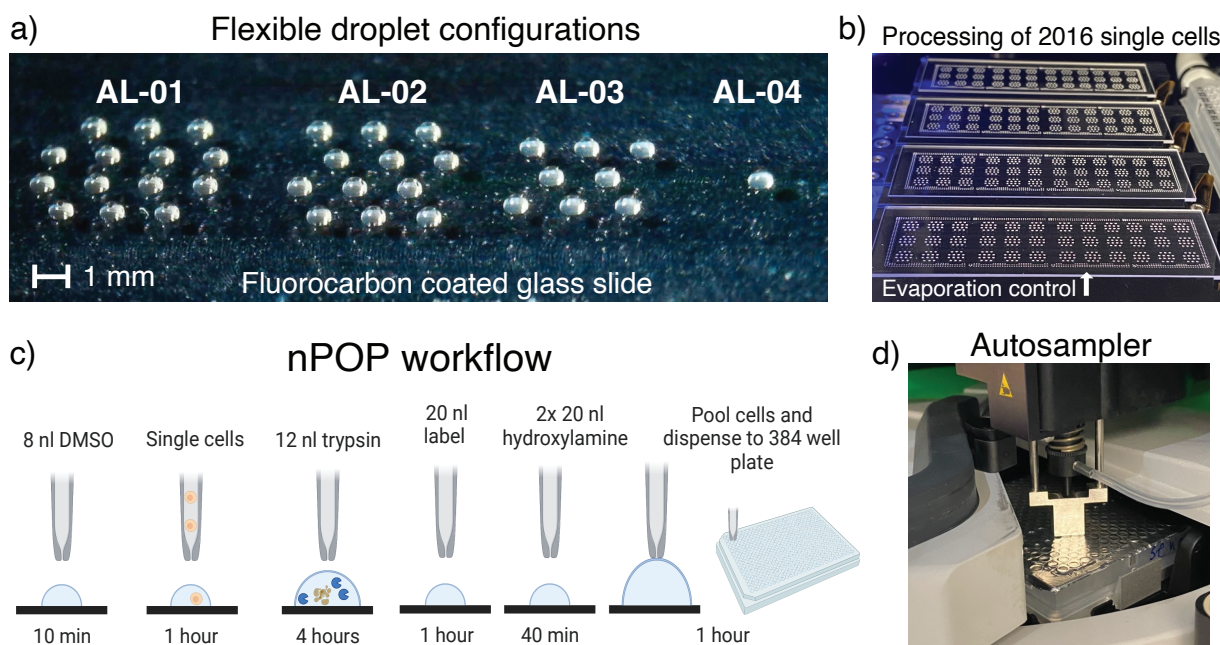 a)
Flexible droplet configurations
AL-01
AL-02
AL-03
AL-04
1 mm
Fluorocarbon coated glass slide
b)
Processing of 2016 single cells
Evaporation control
c)
nPOP workflow
8 nl DMSO
Single cells
12 nl trypsin
20 nl
label
2x 20 nl
hydroxylamine
Pool cells and
dispense to 384 well
plate
10 min
1 hour
4 hours
1 hour
40 min
1 hour
d)
Autosampler